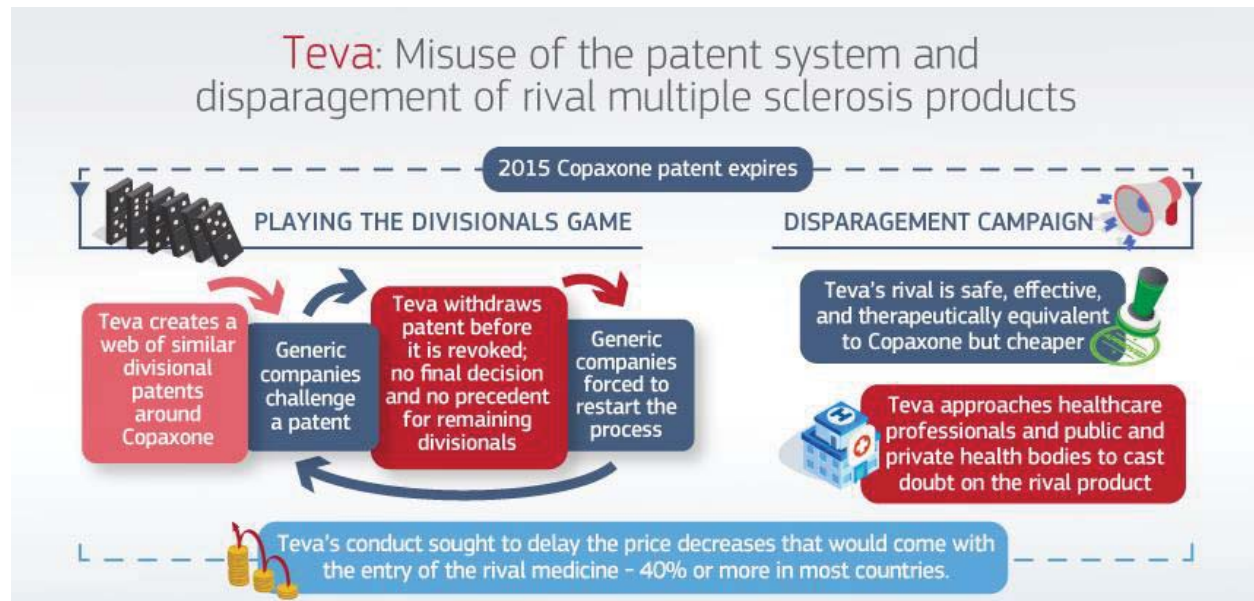 Teva: Misuse of the patent system and
disparagement of rival multiple sclerosis products
2015 Copaxone patent expires
PLAYING THE DIVISIONALS GAME
Teva creates a
web of similar
divisional
patents
around
Copaxone
Generic
companies
challenge
a patent
Teva withdraws
patent before
it is revoked;
no final decision
and no precedent
for remaining
divisionals
Generic
companies
forced to
restart the
process
DISPARAGEMENT CAMPAIGN
Teva's rival is safe, effective,
and therapeutically equivalent
to Copaxone but cheaper
H
Teva approaches healthcare
professionals and public and
private health bodies to cast
doubt on the rival product
Teva's conduct sought to delay the price decreases that would come with
the entry of the rival medicine – 40% or more in most countries.